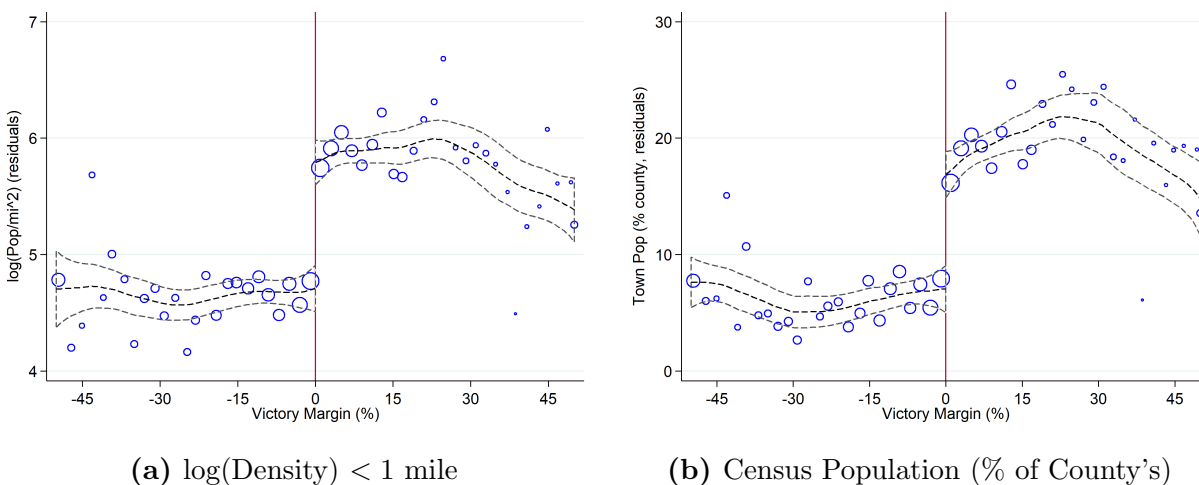 log(Pop/mi^2) (residuals)
7
6
5
4
-45 -30 -15 0 15 30 45
Victory Margin (%)
(a) log(Density) < 1 mile
Town Pop (% county, residuals)
30
20
10
0
-45 -30 -15 0 15 30 45
Victory Margin (%)
(b) Census Population (% of County's)